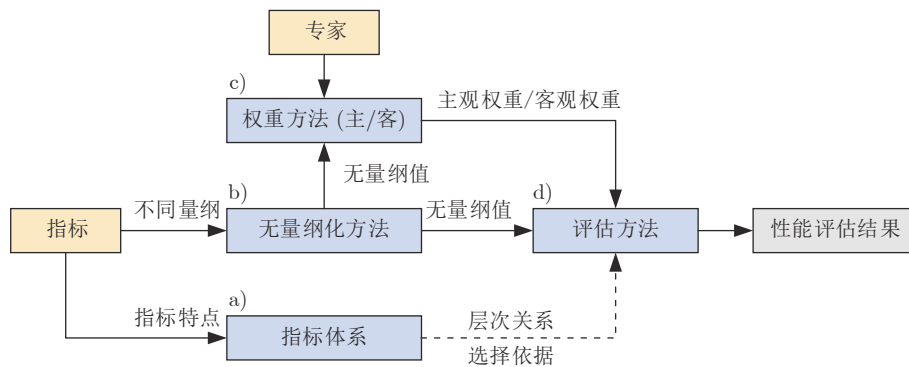 专家
c)
权重方法 (主/客)
主观权重/客观权重
无量纲值
不同量纲
b)
无量纲值
d)
指标
无量纲化方法
评估方法
性能评估结果
a)
指标特点
指标体系
层次关系
选择依据